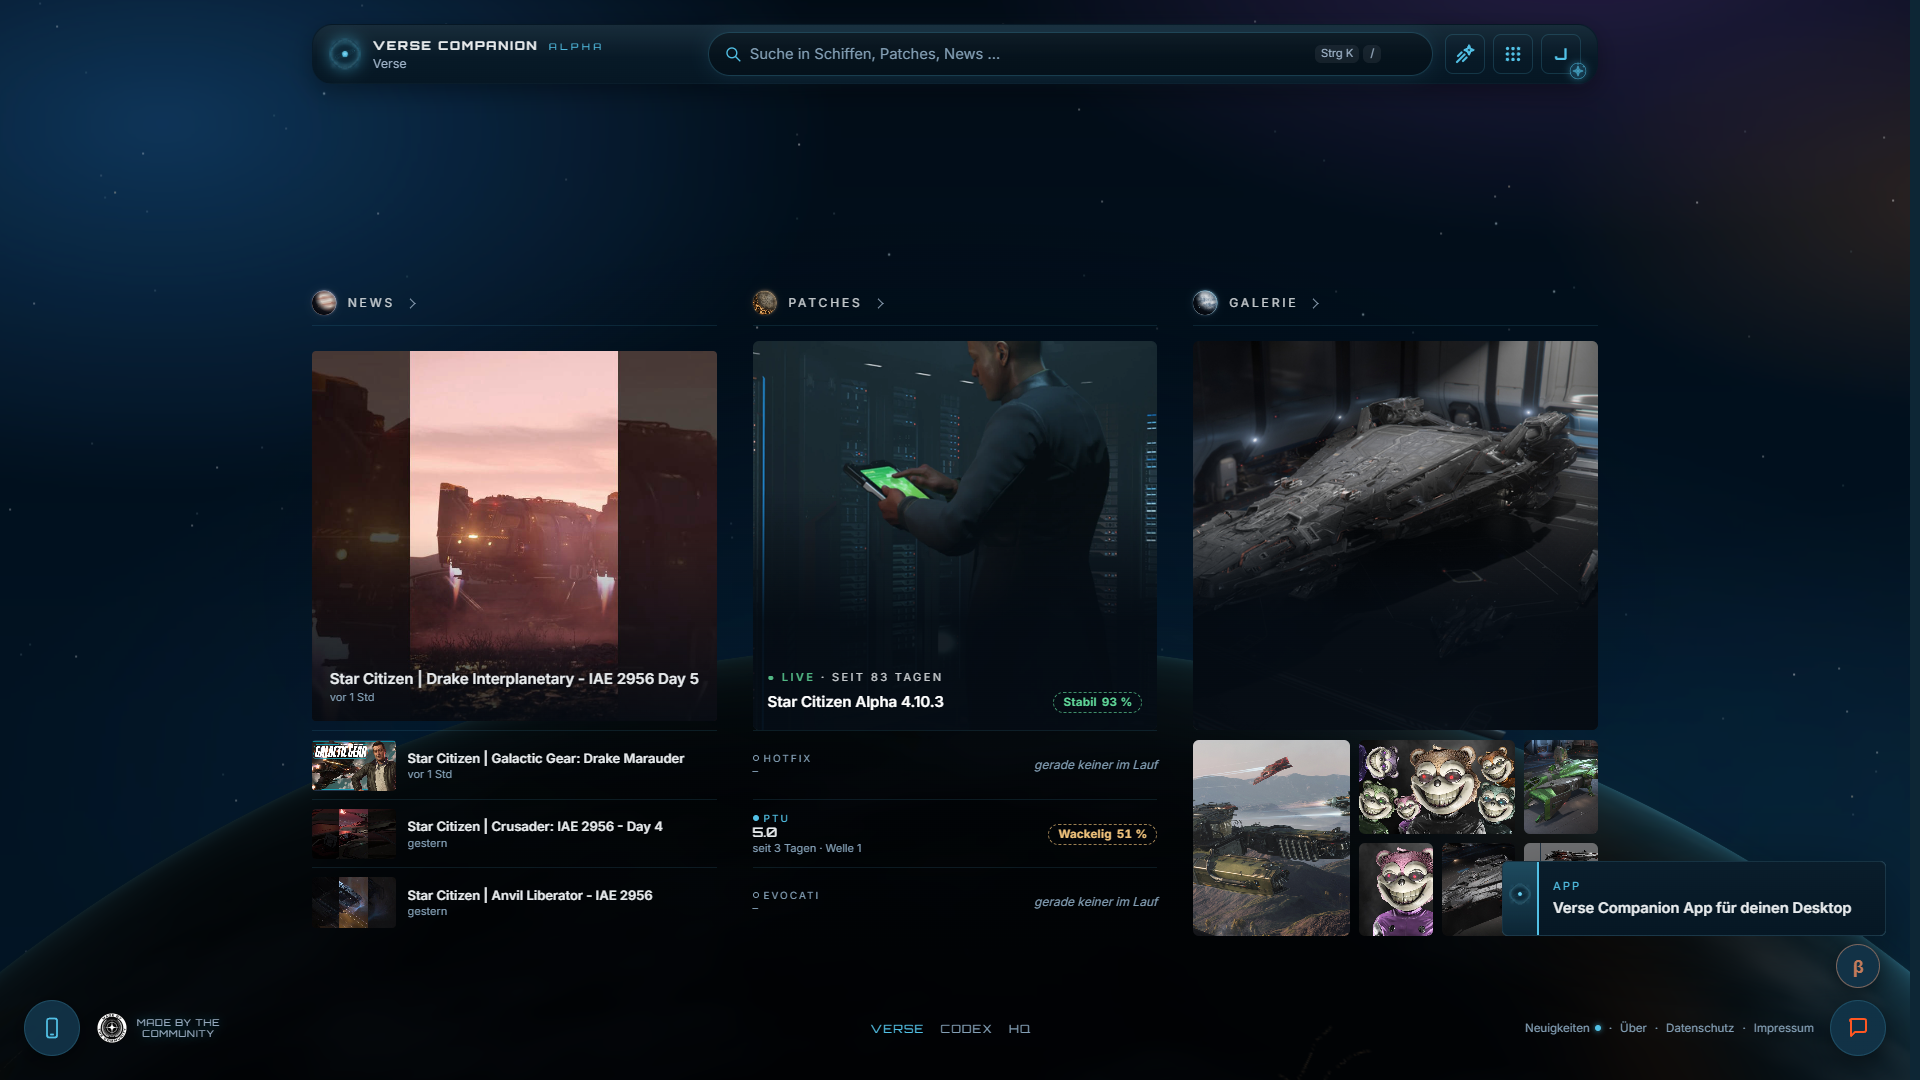 VERSE COMPANION ALPHA
Verse
Suche in Schiffen, Patches, News ...
Strg K /
NEWS
PATCHES
GALERIE
Star Citizen | Drake Interplanetary - IAE 2956 Day 5
vor 1 Std
LIVE · SEIT 83 TAGEN
Star Citizen Alpha 4.10.3
Stabil 93 %
GALACTIC GEAR
Star Citizen | Galactic Gear: Drake Marauder
vor 1 Std
Star Citizen | Crusader: IAE 2956 - Day 4
gestern
Star Citizen | Anvil Liberator - IAE 2956
gestern
HOTFIX
–
gerade keiner im Lauf
PTU
5.0
seit 3 Tagen · Welle 1
Wackelig 51 %
EVOCATI
–
gerade keiner im Lauf
APP
Verse Companion App für deinen Desktop
β
MADE BY THE
COMMUNITY
VERSE CODEX HQ
Neuigkeiten · Über · Datenschutz · Impressum